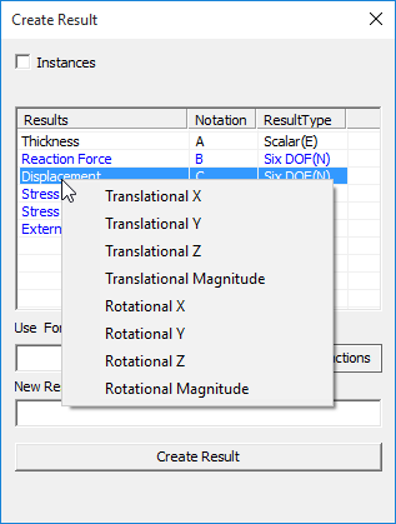 Create Result
Instances
Results Notation ResultType
Thickness A Scalar(E)
Reaction Force B Six DOF(N)
Displacement C Six DOF(N)
Stress
Stress
Extern
Translational X
Translational Y
Translational Z
Translational Magnitude
Rotational X
Rotational Y
Rotational Z
Rotational Magnitude
Use For
ctions
New Re
Create Result